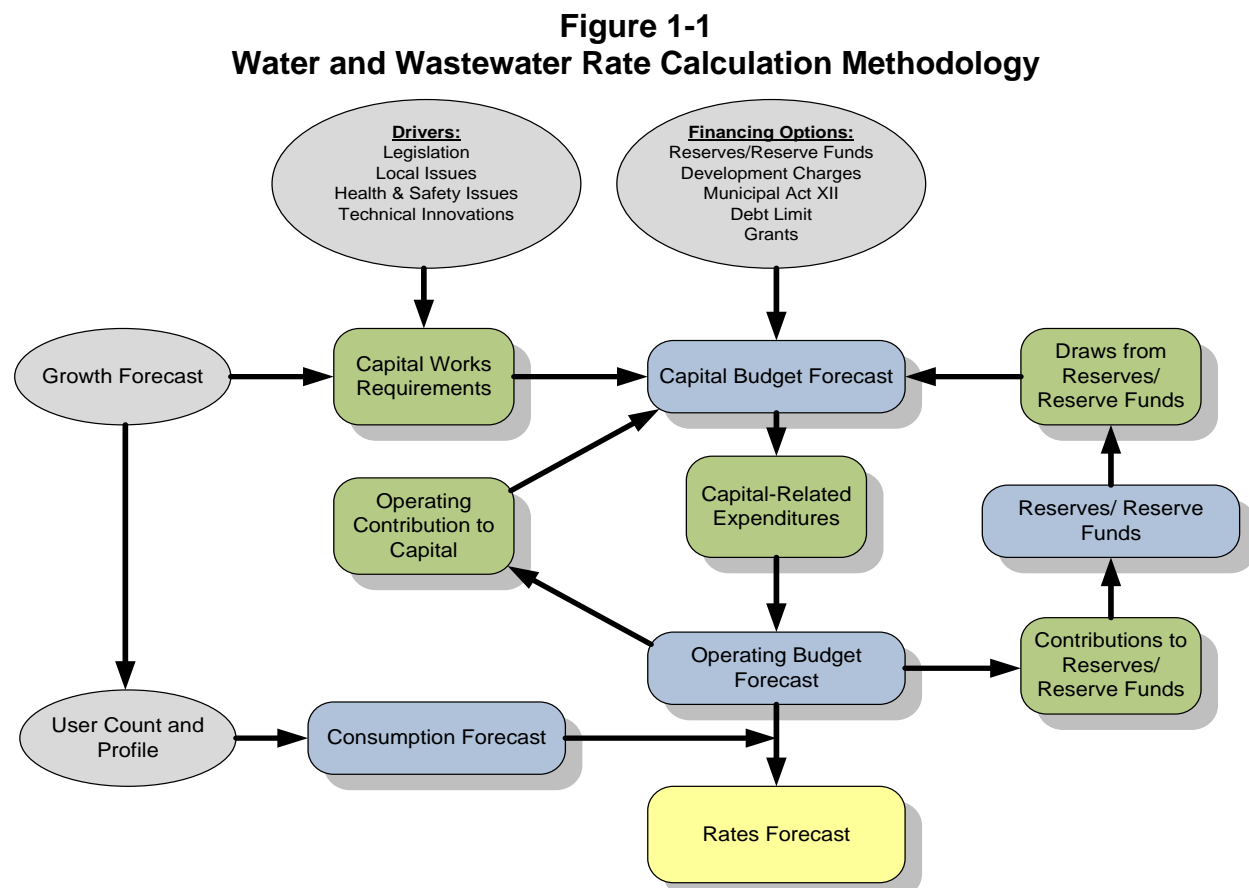 Figure 1-1
Water and Wastewater Rate Calculation Methodology
Drivers:
Legislation
Local Issues
Health & Safety Issues
Technical Innovations
Financing Options:
Reserves/Reserve Funds
Development Charges
Municipal Act XII
Debt Limit
Grants
Growth Forecast
Capital Works
Requirements
Capital Budget Forecast
Draws from
Reserves/
Reserve Funds
Operating
Contribution to
Capital
Capital-Related
Expenditures
Reserves/ Reserve
Funds
Operating Budget
Forecast
Contributions to
Reserves/
Reserve Funds
User Count and
Profile
Consumption Forecast
Rates Forecast